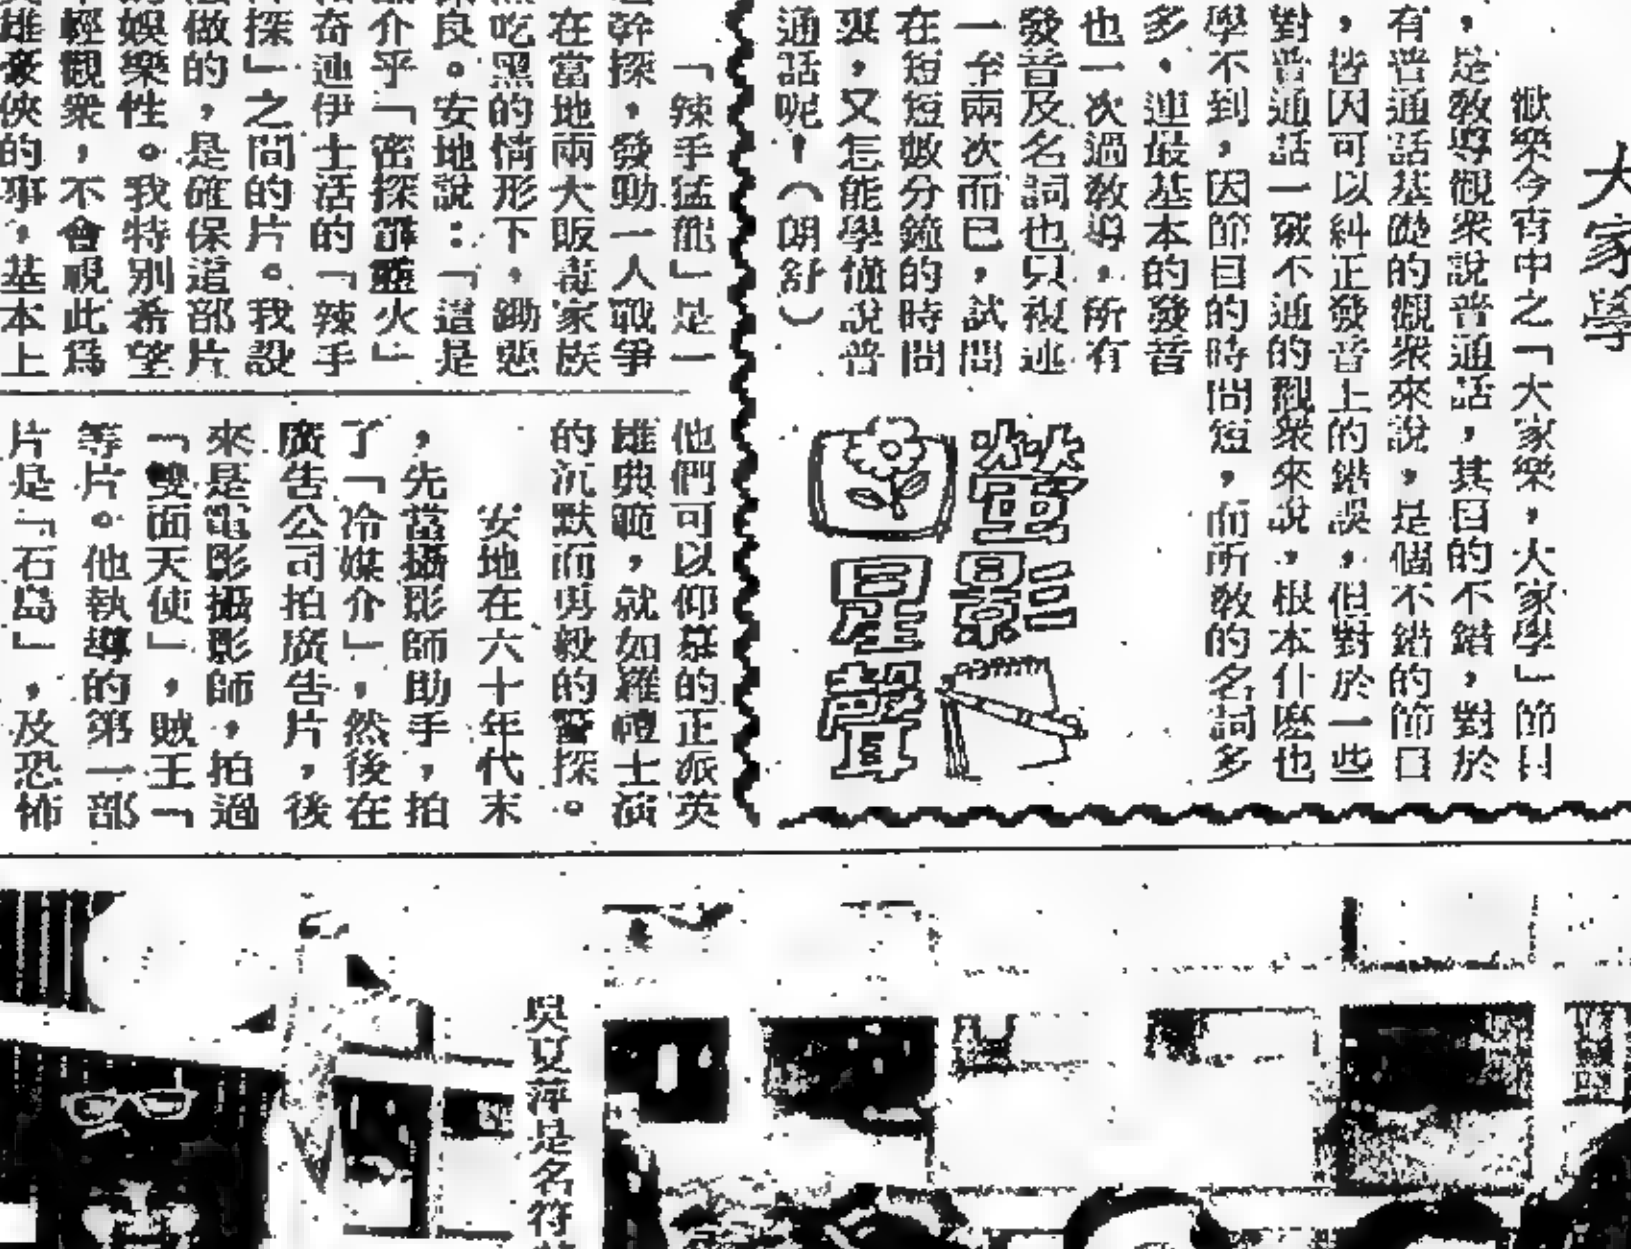 大家學
歡樂今宵中之「大家樂，大家學」節目
，是教導觀衆說普通話，其目的不錯，對於
有普通話基礎的觀衆來說，是個不錯的節目
，皆因可以糾正發音上的錯誤，但對於一些
對普通話一竅不通的觀衆來說，根本什麽也
學不到，因節目的時間短，而所教的名詞多
多，連最基本的發音
也一次過教導，所有
發音及名詞也只複述
一至兩次而已，試問
在短短數分鐘的時間
裏，又怎能學懂說普
通話呢！（朗舒）
螢影
星聲
「辣手猛龍」是一
幹探，發動一人戰爭
在當地兩大販毒家族
吃黑的情形下，鋤惡
良。安地說：「這是
介乎「密探霹靂火」
奇連伊士活的「辣手
探」之間的片。我設
做的，是確保這部片
娛樂性。我特別希望
輕觀衆，不會視此爲
雄豪俠的事，基本上
他們可以仰慕的正派英
雄典範，就如羅禮士演
的沉默而勇毅的警探。
安地在六十年代末
，先當攝影師助手，拍
了「冷媒介」，然後在
廣告公司拍廣告片，後
來是電影攝影師，拍過
「雙面天使」，賊王「
等片。他執導的第一部
片是「石島」，及恐怖
吳夏萍是名符